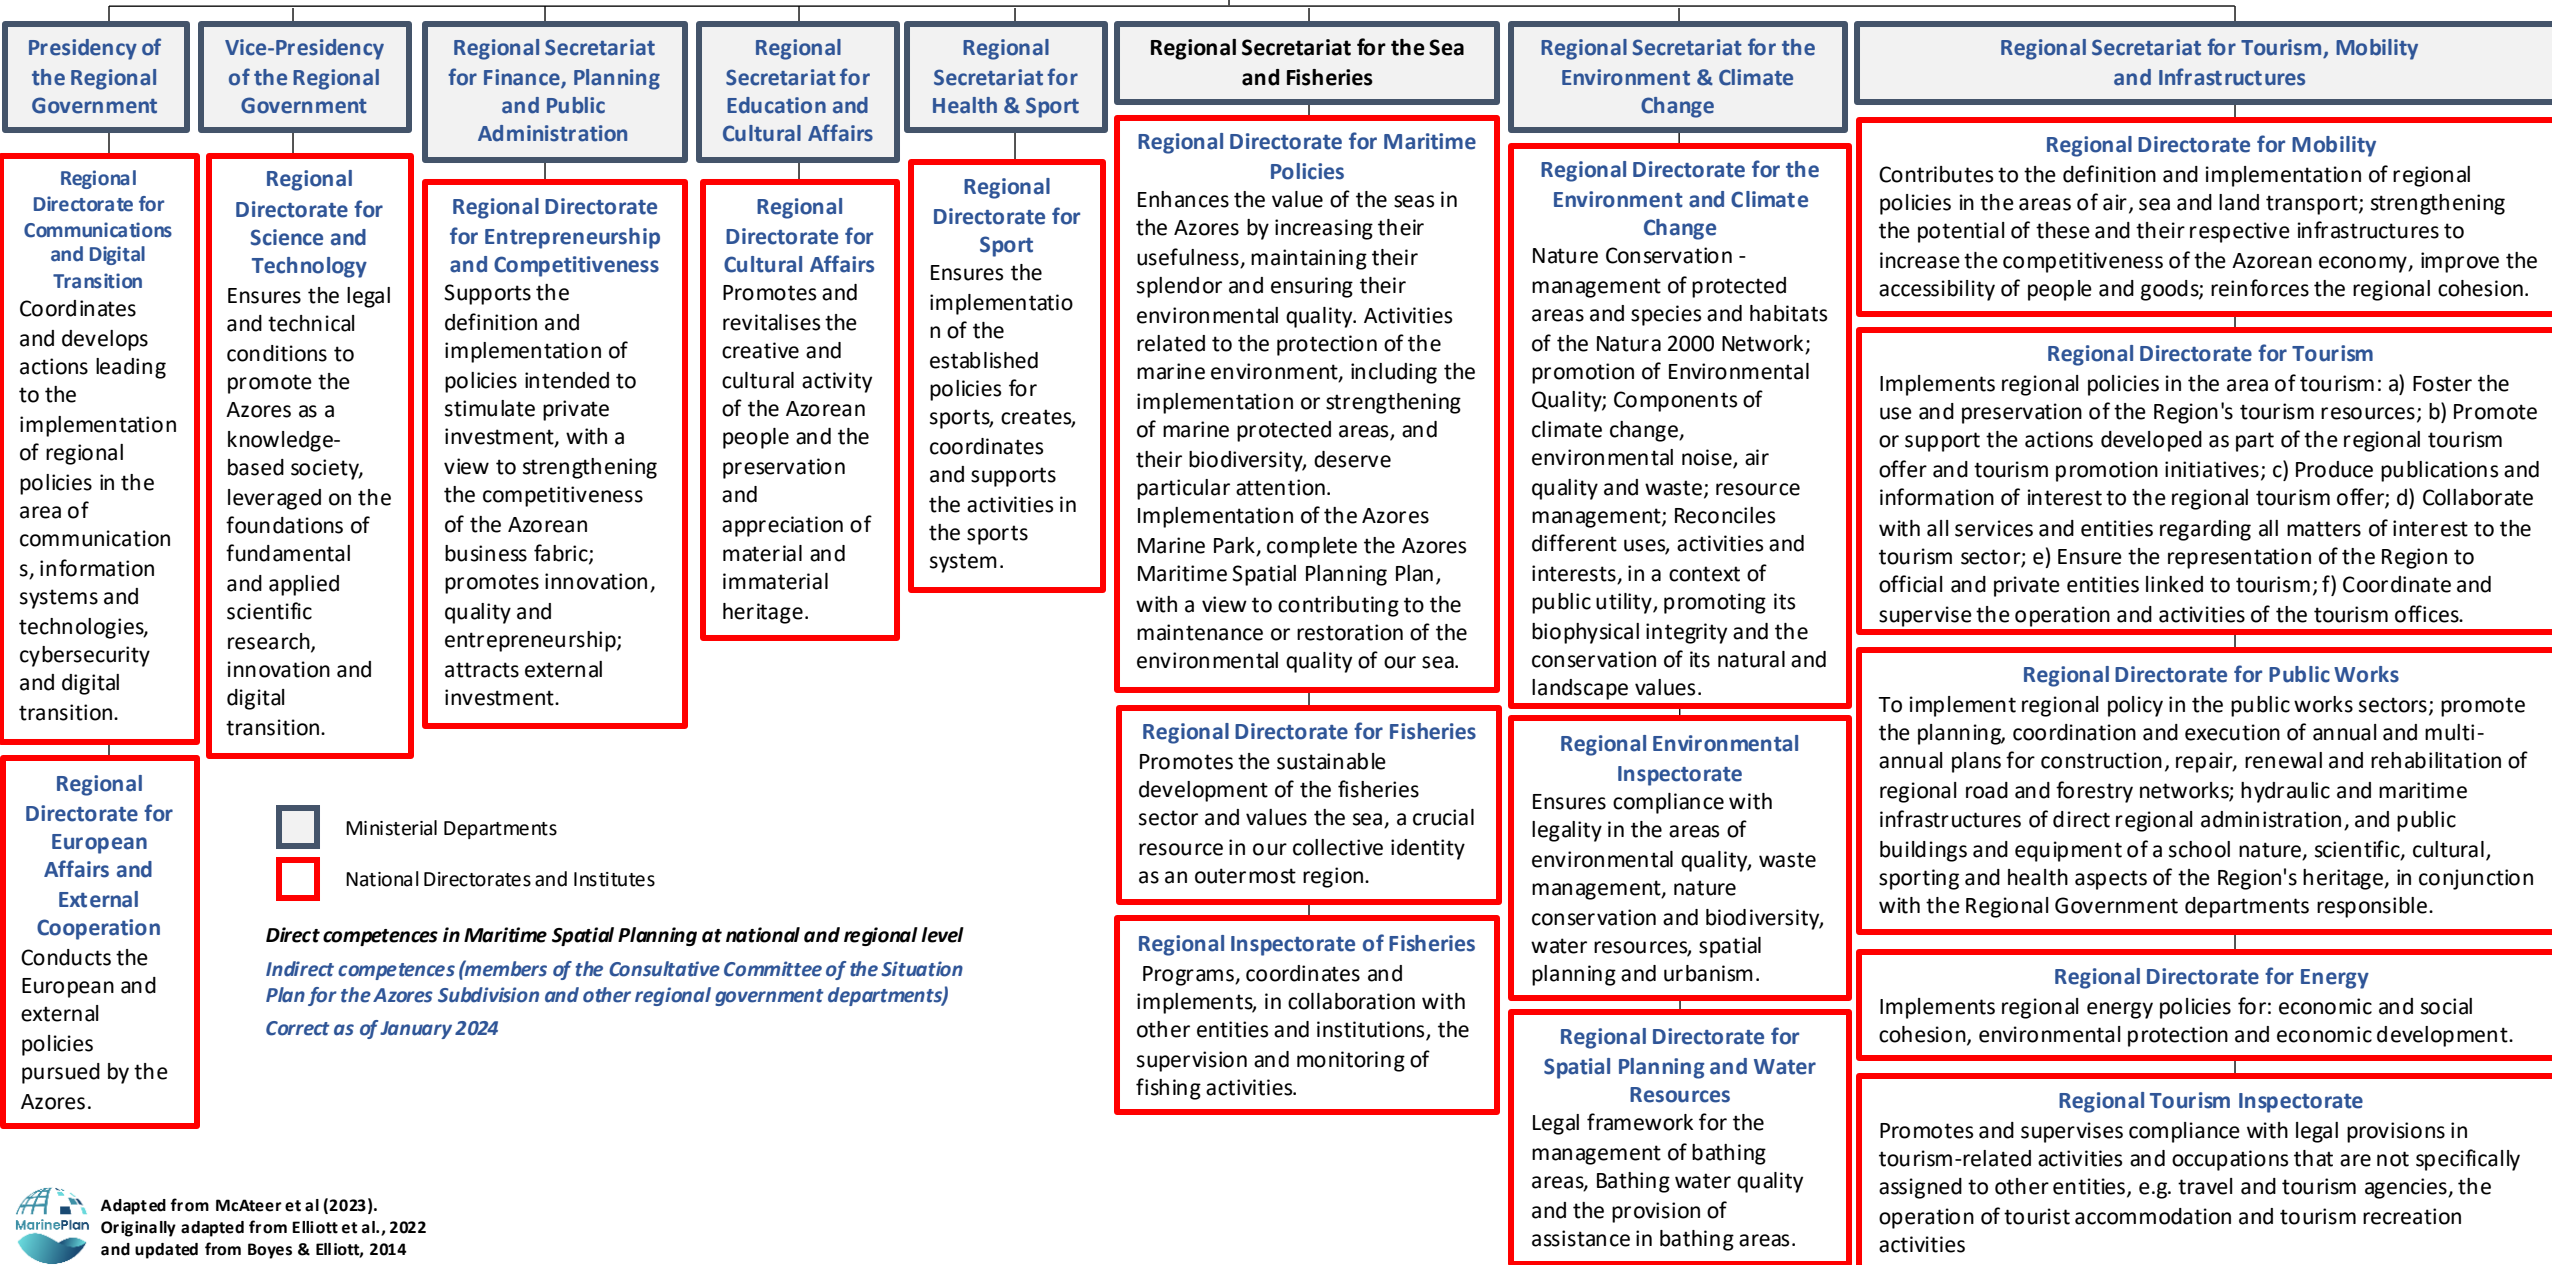 Presidency of
the Regional
Government
Regional
Directorate for
Communications
and Digital
Transition
Coordinates
and develops
actions leading
to the
implementation
of regional
policies in the
area of
communication
s, information
systems and
technologies,
cybersecurity
and digital
transition.
Regional
Directorate for
European
Affairs and
External
Cooperation
Conducts the
European and
external
policies
pursued by the
Azores.
Vice-Presidency
of the Regional
Government
Regional
Directorate for
Science and
Technology
Ensures the legal
and technical
conditions to
promote the
Azores as a
knowledge-
based society,
leveraged on the
foundations of
fundamental
and applied
scientific
research,
innovation and
digital
transition.
Regional Secretariat
for Finance, Planning
and Public
Administration
Regional Directorate
for Entrepreneurship
and Competitiveness
Supports the
definition and
implementation of
policies intended to
stimulate private
investment, with a
view to strengthening
the competitiveness
of the Azorean
business fabric;
promotes innovation,
quality and
entrepreneurship;
attracts external
investment.
Regional
Secretariat for
Education and
Cultural Affairs
Regional
Directorate for
Cultural Affairs
Promotes and
revitalises the
creative and
cultural activity
of the Azorean
people and the
preservation
and
appreciation of
material and
immaterial
heritage.
Regional
Secretariat for
Health & Sport
Regional
Directorate for
Sport
Ensures the
implementatio
n of the
established
policies for
sports, creates,
coordinates
and supports
the activities in
the sports
system.
Regional Secretariat for the Sea
and Fisheries
Regional Directorate for Maritime
Policies
Enhances the value of the seas in
the Azores by increasing their
usefulness, maintaining their
splendor and ensuring their
environmental quality. Activities
related to the protection of the
marine environment, including the
implementation or strengthening
of marine protected areas, and
their biodiversity, deserve
particular attention.
Implementation of the Azores
Marine Park, complete the Azores
Maritime Spatial Planning Plan,
with a view to contributing to the
maintenance or restoration of the
environmental quality of our sea.
Regional Directorate for Fisheries
Promotes the sustainable
development of the fisheries
sector and values the sea, a crucial
resource in our collective identity
as an outermost region.
Regional Inspectorate of Fisheries
Programs, coordinates and
implements, in collaboration with
other entities and institutions, the
supervision and monitoring of
fishing activities.
Regional Secretariat for the
Environment & Climate
Change
Regional Directorate for the
Environment and Climate
Change
Nature Conservation -
management of protected
areas and species and habitats
of the Natura 2000 Network;
promotion of Environmental
Quality; Components of
climate change,
environmental noise, air
quality and waste; resource
management; Reconciles
different uses, activities and
interests, in a context of
public utility, promoting its
biophysical integrity and the
conservation of its natural and
landscape values.
Regional Environmental
Inspectorate
Ensures compliance with
legality in the areas of
environmental quality, waste
management, nature
conservation and biodiversity,
water resources, spatial
planning and urbanism.
Regional Directorate for
Spatial Planning and Water
Resources
Legal framework for the
management of bathing
areas, Bathing water quality
and the provision of
assistance in bathing areas.
Regional Secretariat for Tourism, Mobility
and Infrastructures
Regional Directorate for Mobility
Contributes to the definition and implementation of regional
policies in the areas of air, sea and land transport; strengthening
the potential of these and their respective infrastructures to
increase the competitiveness of the Azorean economy, improve the
accessibility of people and goods; reinforces the regional cohesion.
Regional Directorate for Tourism
Implements regional policies in the area of tourism: a) Foster the
use and preservation of the Region's tourism resources; b) Promote
or support the actions developed as part of the regional tourism
offer and tourism promotion initiatives; c) Produce publications and
information of interest to the regional tourism offer; d) Collaborate
with all services and entities regarding all matters of interest to the
tourism sector; e) Ensure the representation of the Region to
official and private entities linked to tourism; f) Coordinate and
supervise the operation and activities of the tourism offices.
Regional Directorate for Public Works
To implement regional policy in the public works sectors; promote
the planning, coordination and execution of annual and multi-
annual plans for construction, repair, renewal and rehabilitation of
regional road and forestry networks; hydraulic and maritime
infrastructures of direct regional administration, and public
buildings and equipment of a school nature, scientific, cultural,
sporting and health aspects of the Region's heritage, in conjunction
with the Regional Government departments responsible.
Regional Directorate for Energy
Implements regional energy policies for: economic and social
cohesion, environmental protection and economic development.
Regional Tourism Inspectorate
Promotes and supervises compliance with legal provisions in
tourism-related activities and occupations that are not specifically
assigned to other entities, e.g. travel and tourism agencies, the
operation of tourist accommodation and tourism recreation
activities
Ministerial Departments
National Directorates and Institutes
Direct competences in Maritime Spatial Planning at national and regional level
Indirect competences (members of the Consultative Committee of the Situation
Plan for the Azores Subdivision and other regional government departments)
Correct as of January 2024
MarinePlan
Adapted from McAteer et al (2023).
Originally adapted from Elliott et al., 2022
and updated from Boyes & Elliott, 2014